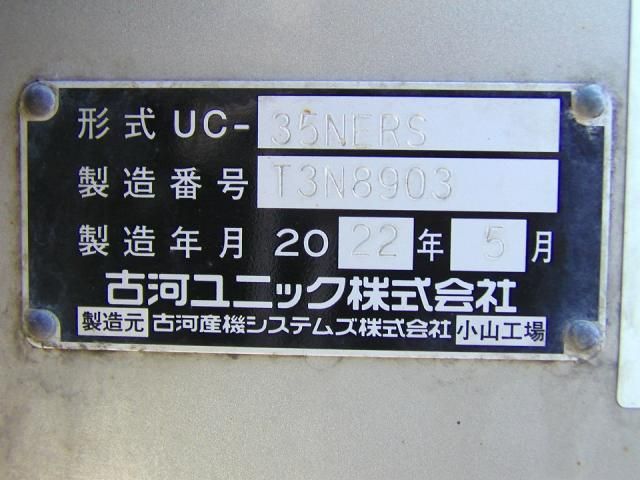 形式 UC-35NERS
製造番号 T3N8903
製造年月 2022年 5月
古河ユニック株式会社
製造元 古河産機システムズ株式会社 小山工場